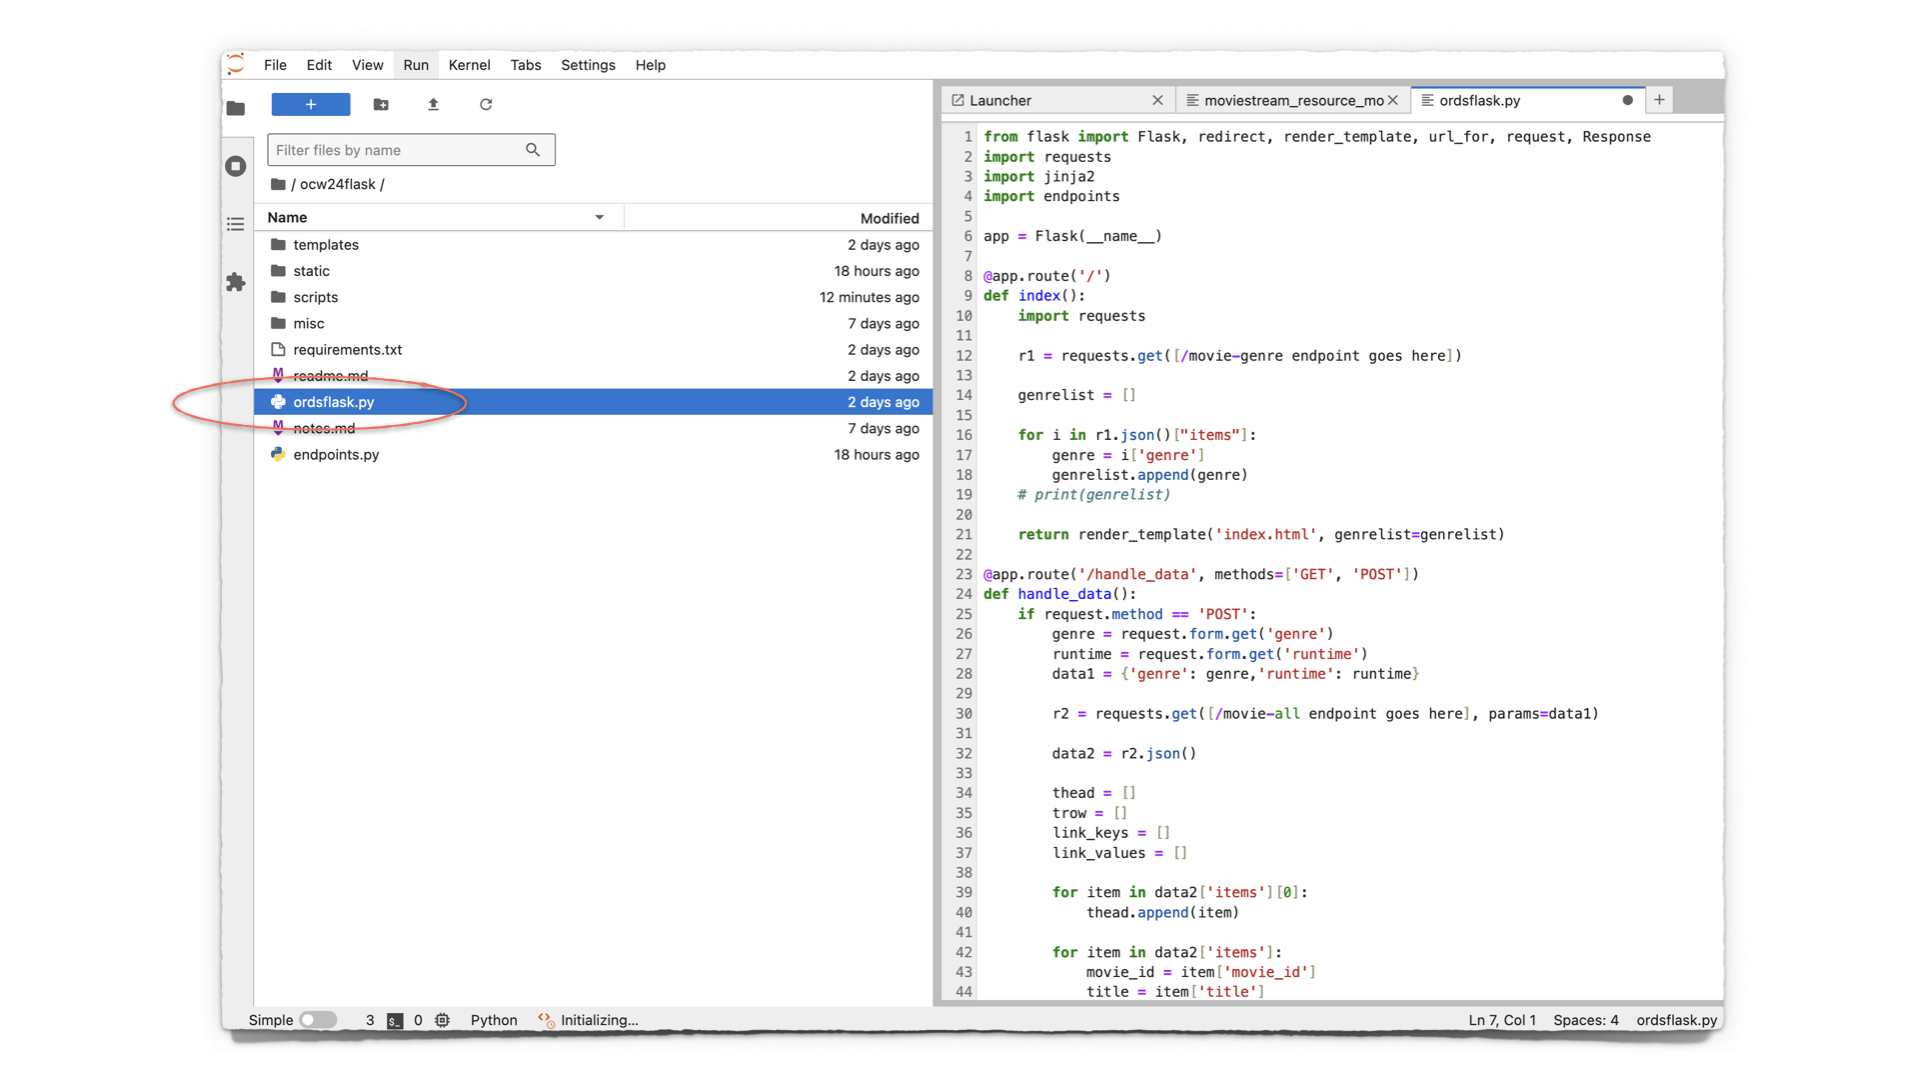 File Edit View Run Kernel Tabs Settings Help
+
Filter files by name
/ ocw24flask /
Name Modified
templates 2 days ago
static 18 hours ago
scripts 12 minutes ago
misc 7 days ago
requirements.txt 2 days ago
readme.md 2 days ago
ordsflask.py 2 days ago
notes.md 7 days ago
endpoints.py 18 hours ago
Launcher moviestream_resource_mo ordsflask.py +
1 from flask import Flask, redirect, render_template, url_for, request, Response
2 import requests
3 import jinja2
4 import endpoints
5
6 app = Flask(__name__)
7
8 @app.route('/')
9 def index():
10     import requests
11
12     r1 = requests.get([/movie-genre endpoint goes here])
13
14     genrelist = []
15
16     for i in r1.json()["items"]:
17         genre = i['genre']
18         genrelist.append(genre)
19     # print(genrelist)
20
21     return render_template('index.html', genrelist=genrelist)
22
23 @app.route('/handle_data', methods=['GET', 'POST'])
24 def handle_data():
25     if request.method == 'POST':
26         genre = request.form.get('genre')
27         runtime = request.form.get('runtime')
28         data1 = {'genre': genre,'runtime': runtime}
29
30         r2 = requests.get([/movie-all endpoint goes here], params=data1)
31
32         data2 = r2.json()
33
34         thead = []
35         trow = []
36         link_keys = []
37         link_values = []
38
39         for item in data2['items'][0]:
40             thead.append(item)
41
42         for item in data2['items']:
43             movie_id = item['movie_id']
44             title = item['title']
Simple 3 $_ 0 Python Initializing... Ln 7, Col 1 Spaces: 4 ordsflask.py